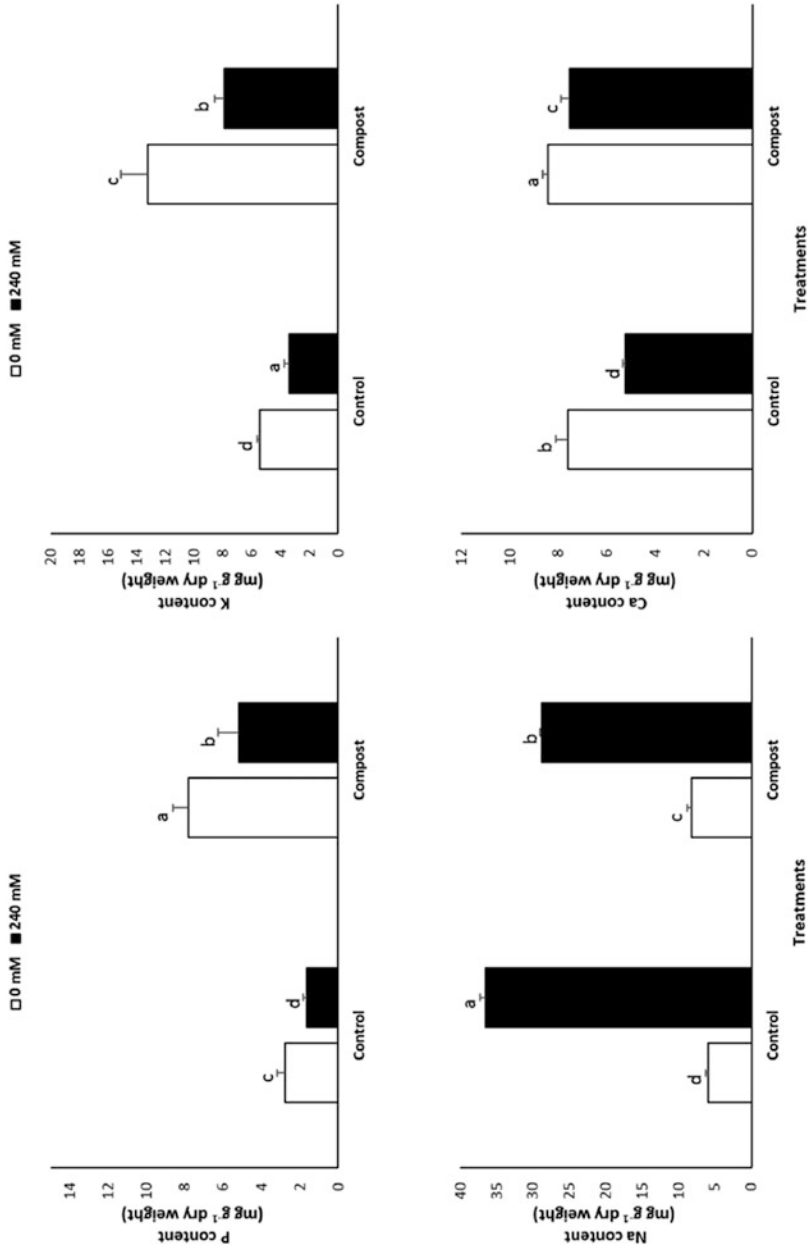 □ 0 mM ■ 240 mM
P content
(mg g⁻¹ dry weight)
14
12
10
8
6
4
2
0
c
d
a
b
Control
Compost
□ 0 mM ■ 240 mM
K content
(mg g⁻¹ dry weight)
20
18
16
14
12
10
8
6
4
2
0
d
a
c
b
Control
Compost
Na content
(mg g⁻¹ dry weight)
40
35
30
25
20
15
10
5
0
d
a
c
b
Control
Compost
Treatments
Ca content
(mg g⁻¹ dry weight)
12
10
8
6
4
2
0
b
d
a
c
Control
Compost
Treatments